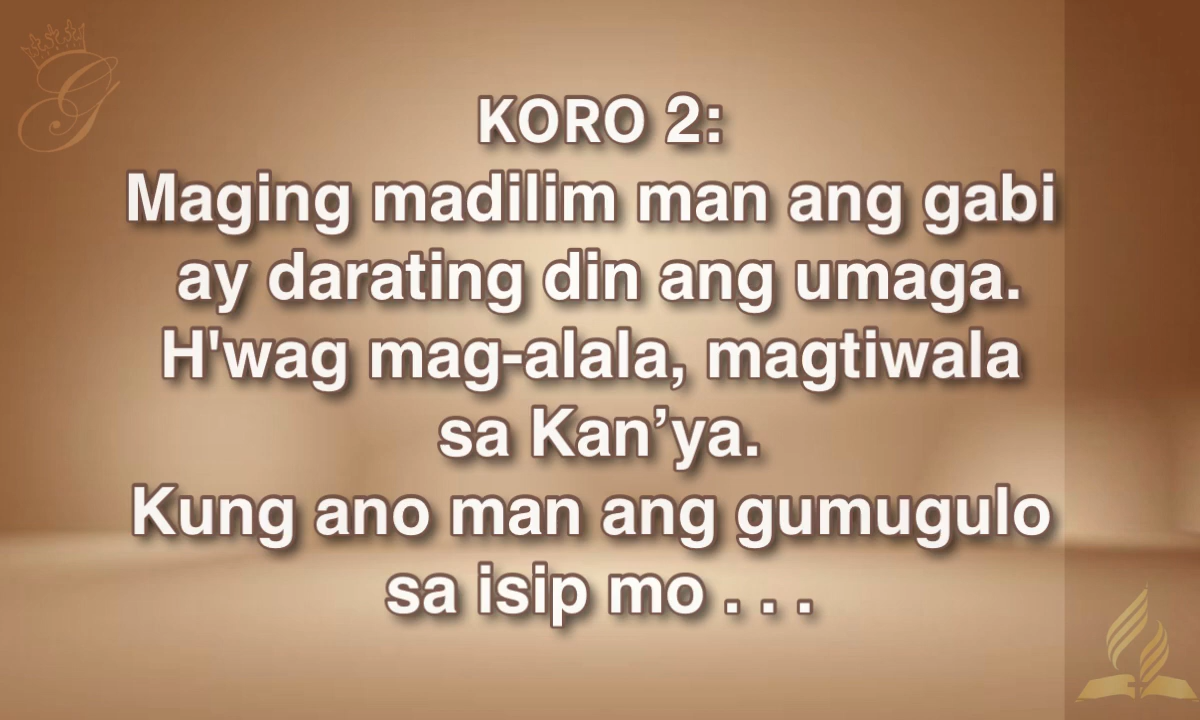 KORO 2:
Maging madilim man ang gabi
ay darating din ang umaga.
H'wag mag-alala, magtiwala
sa Kan’ya.
Kung ano man ang gumugulo
sa isip mo . . .
G